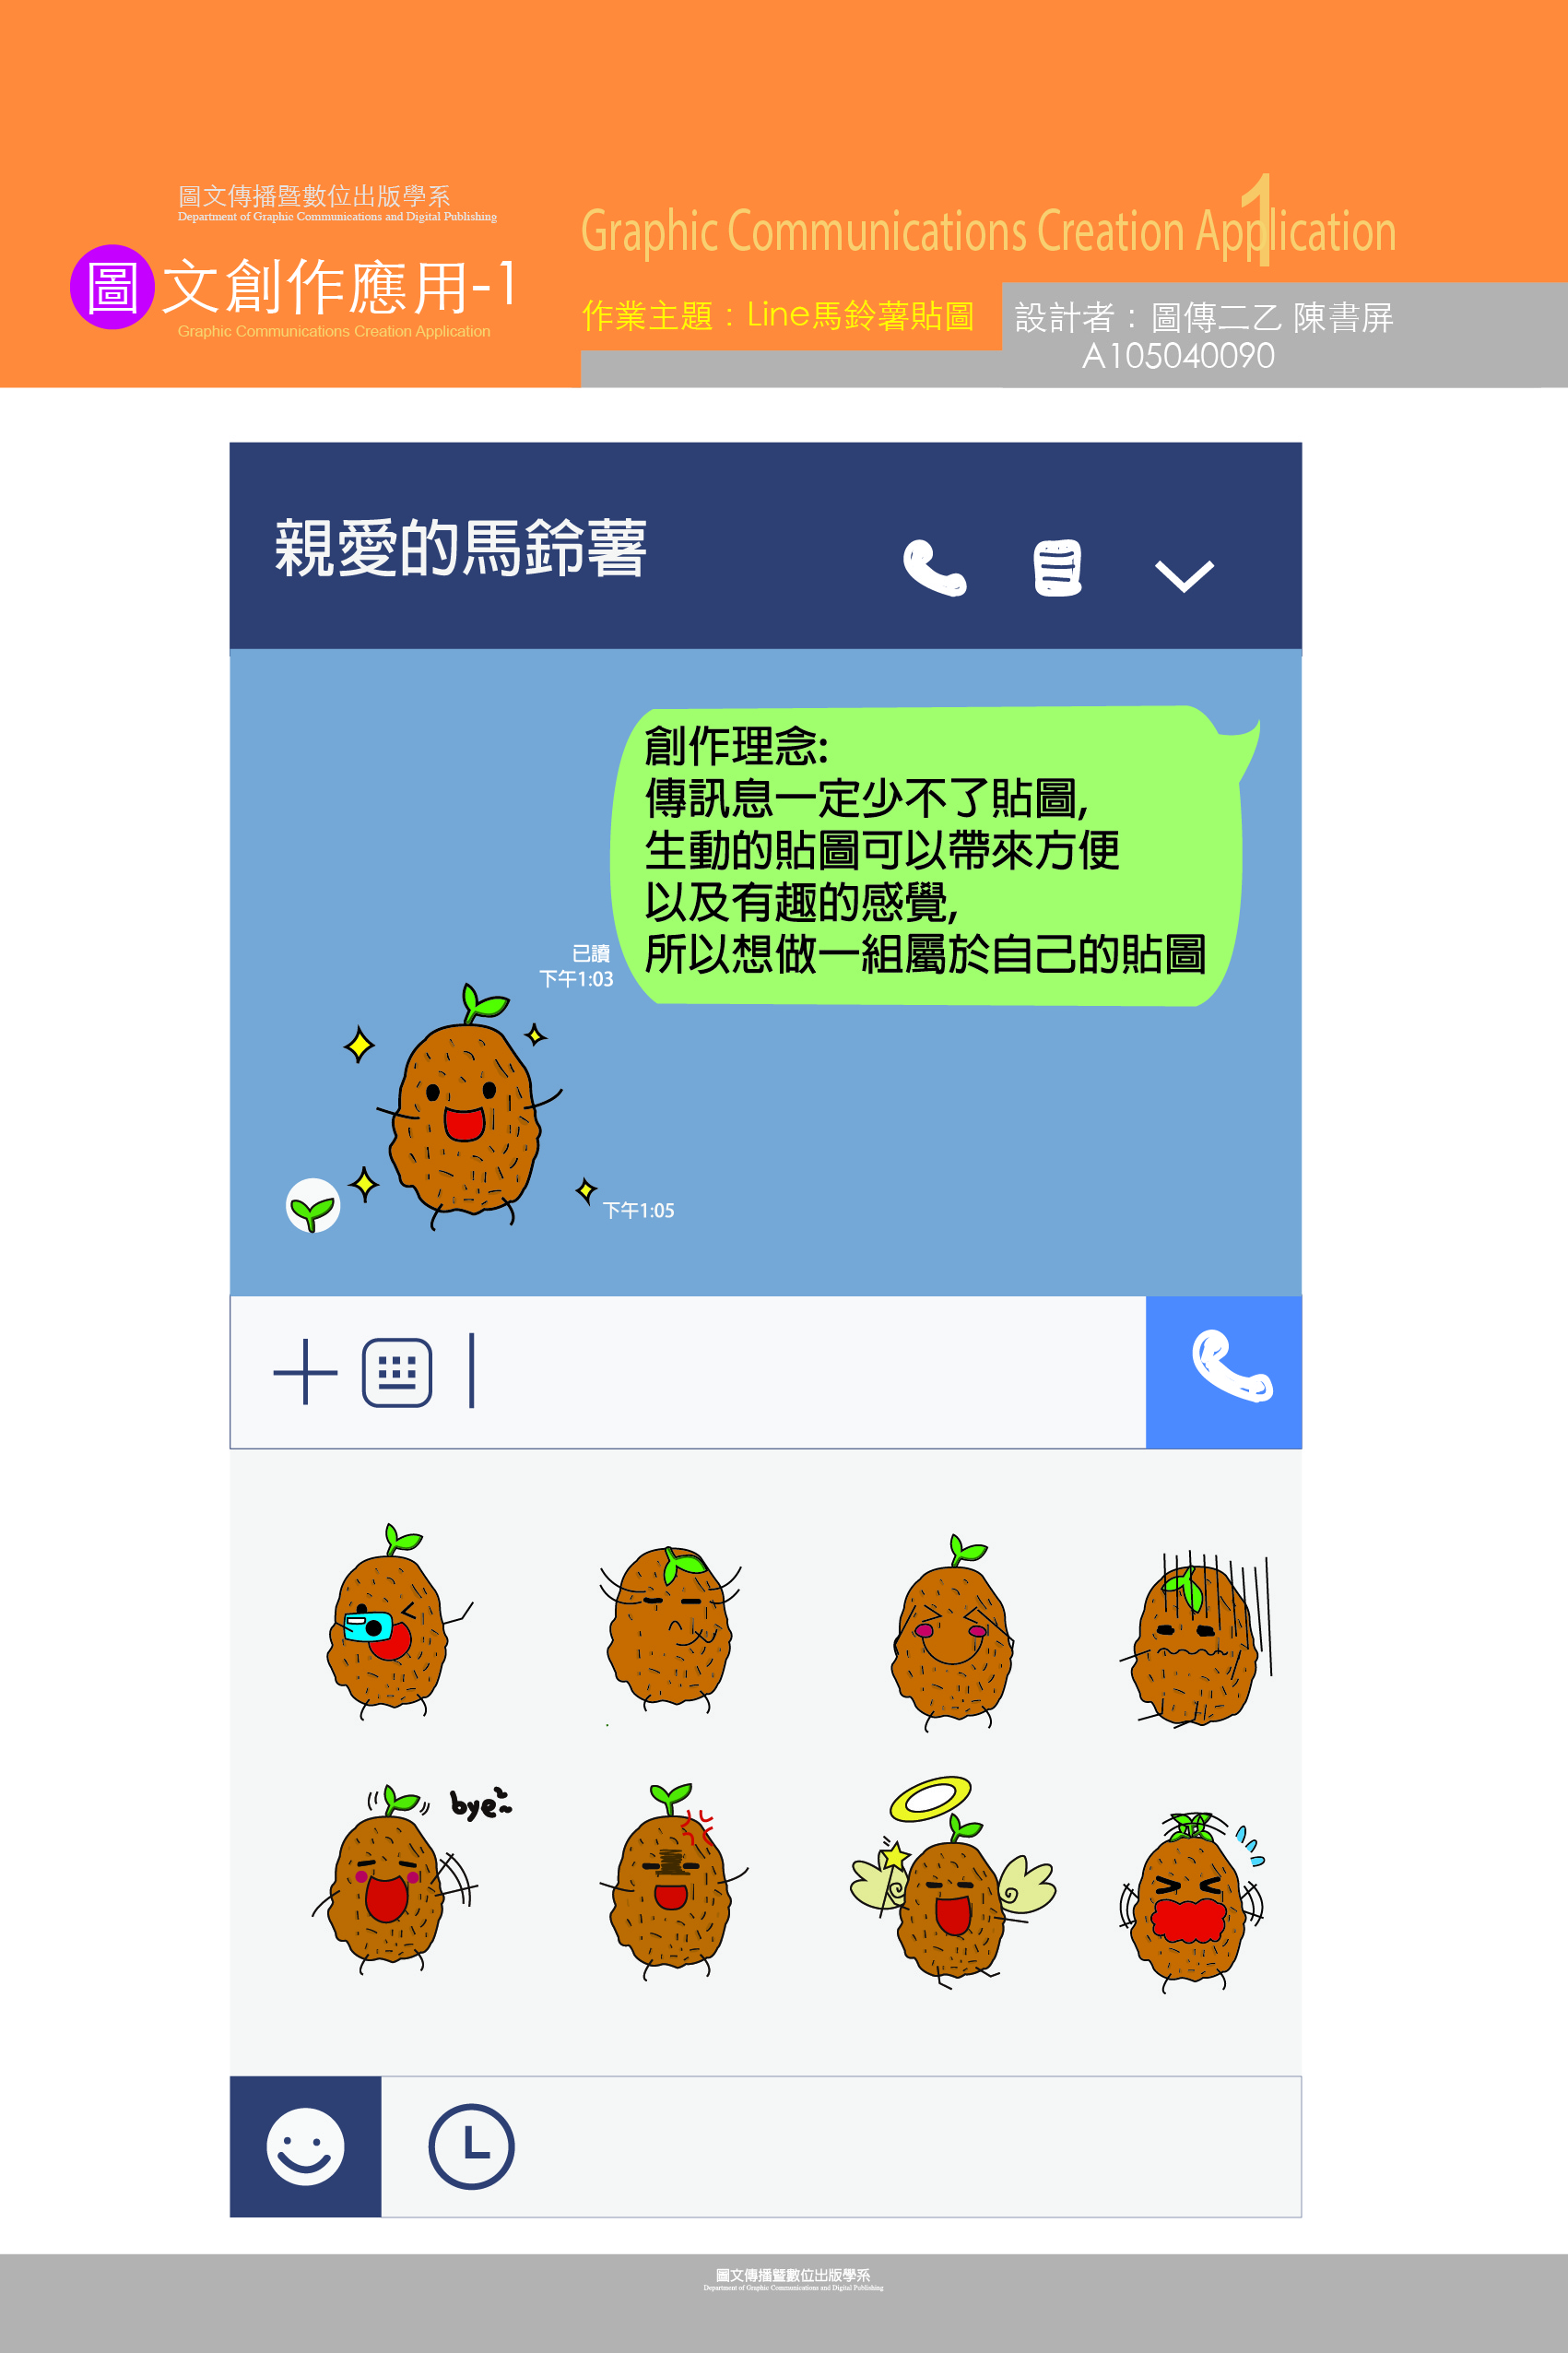 圖文傳播暨數位出版學系
Department of Graphic Communications and Digital Publishing
圖文創作應用-1
Graphic Communications Creation Application
Graphic Communications Creation Application
1
作業主題：Line馬鈴薯貼圖
設計者：圖傳二乙 陳書屏
A105040090
親愛的馬鈴薯
創作理念:
傳訊息一定少不了貼圖,
生動的貼圖可以帶來方便
以及有趣的感覺,
所以想做一組屬於自己的貼圖
已讀
下午1:03
下午1:05
bye~
圖文傳播暨數位出版學系
Department of Graphic Communications and Digital Publishing